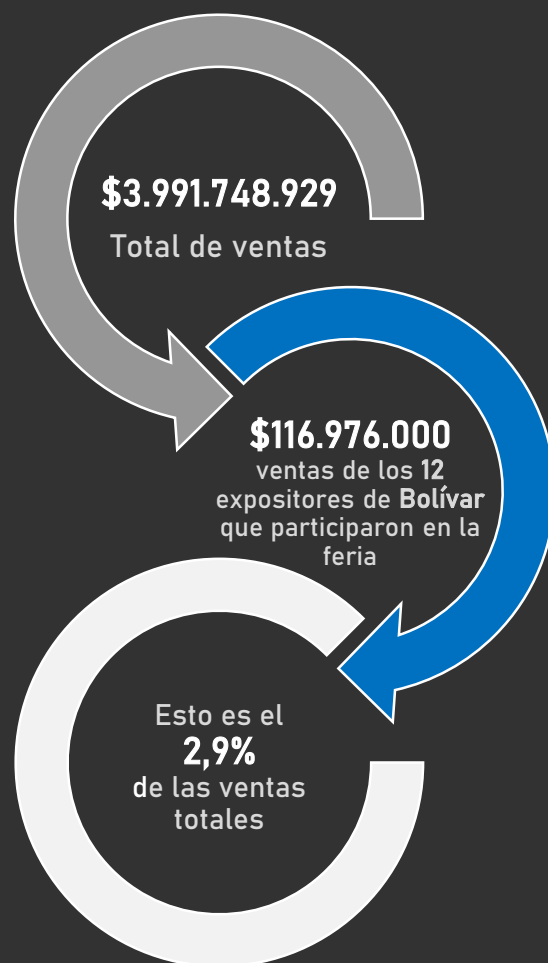 $3.991.748.929
Total de ventas
$116.976.000
ventas de los 12
expositores de Bolívar
que participaron en la
feria
Esto es el
2,9%
de las ventas
totales